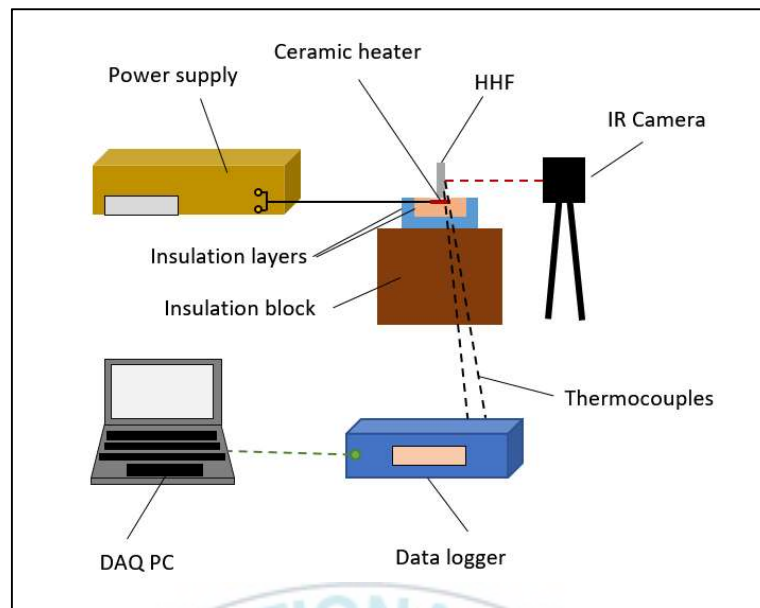 Ceramic heater
Power supply
HHF
IR Camera
Insulation layers
Insulation block
Thermocouples
DAQ PC
Data logger